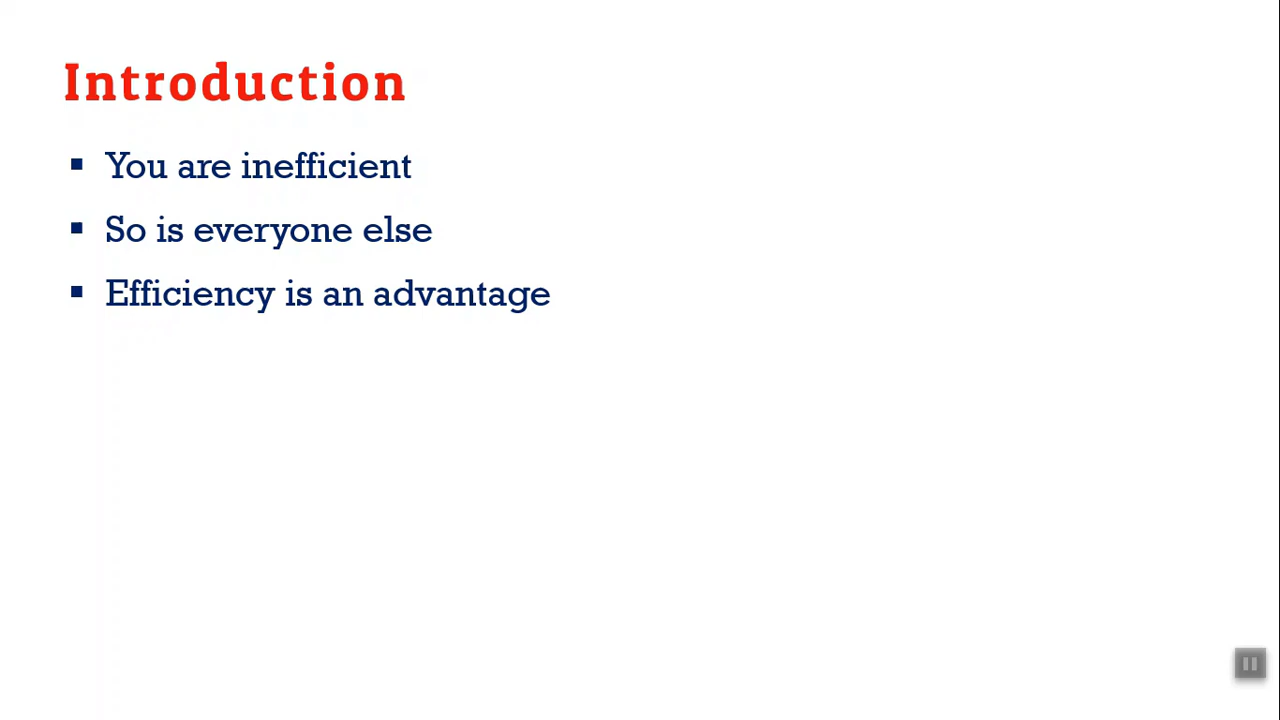 Introduction
▪ You are inefficient
▪ So is everyone else
▪ Efficiency is an advantage